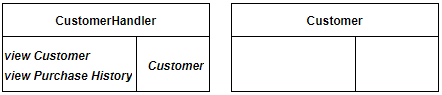 CustomerHandler
view Customer
view Purchase History
Customer
Customer